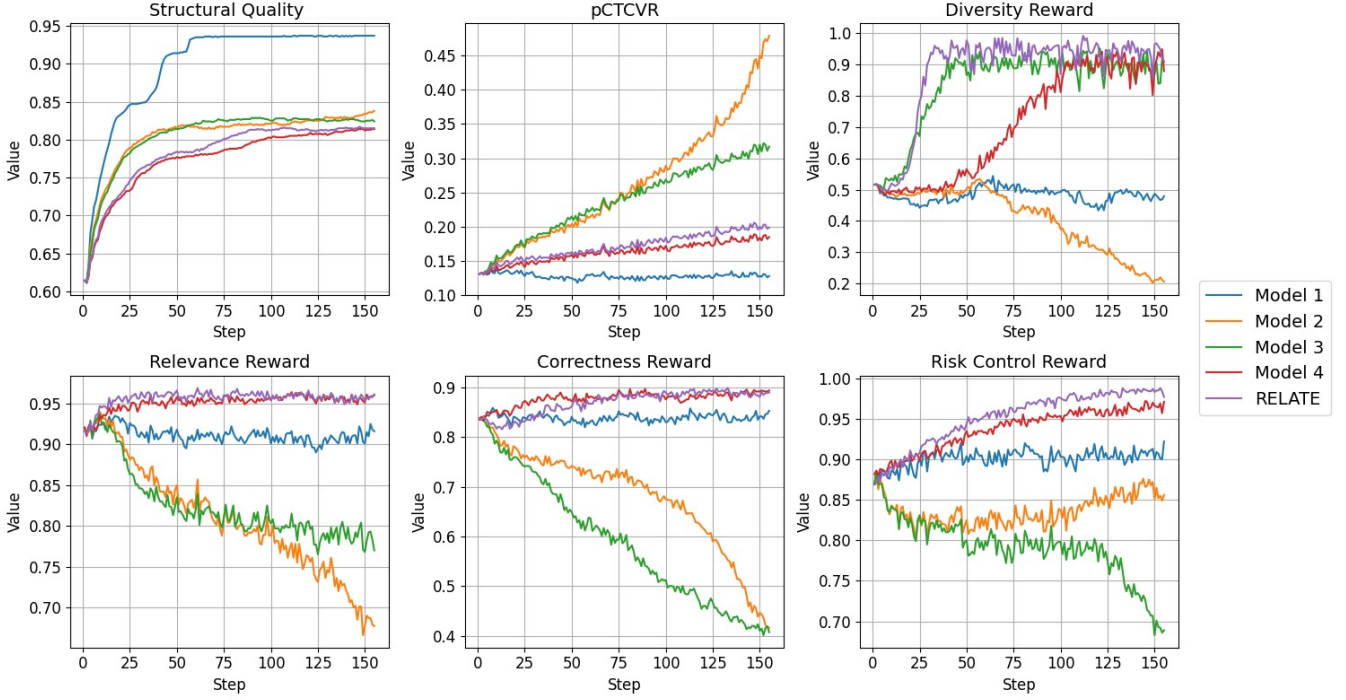 Structural Quality
0.95
0.90
0.85
0.80
0.75
0.70
0.65
0.60
Value
0 25 50 75 100 125 150
Step
pCTCVR
0.45
0.40
0.35
0.30
0.25
0.20
0.15
0.10
Value
0 25 50 75 100 125 150
Step
Diversity Reward
1.0
0.9
0.8
0.7
0.6
0.5
0.4
0.3
0.2
Value
0 25 50 75 100 125 150
Step
Relevance Reward
0.95
0.90
0.85
0.80
0.75
0.70
Value
0 25 50 75 100 125 150
Step
Correctness Reward
0.9
0.8
0.7
0.6
0.5
0.4
Value
0 25 50 75 100 125 150
Step
Risk Control Reward
1.00
0.95
0.90
0.85
0.80
0.75
0.70
Value
0 25 50 75 100 125 150
Step
Model 1
Model 2
Model 3
Model 4
RELATE